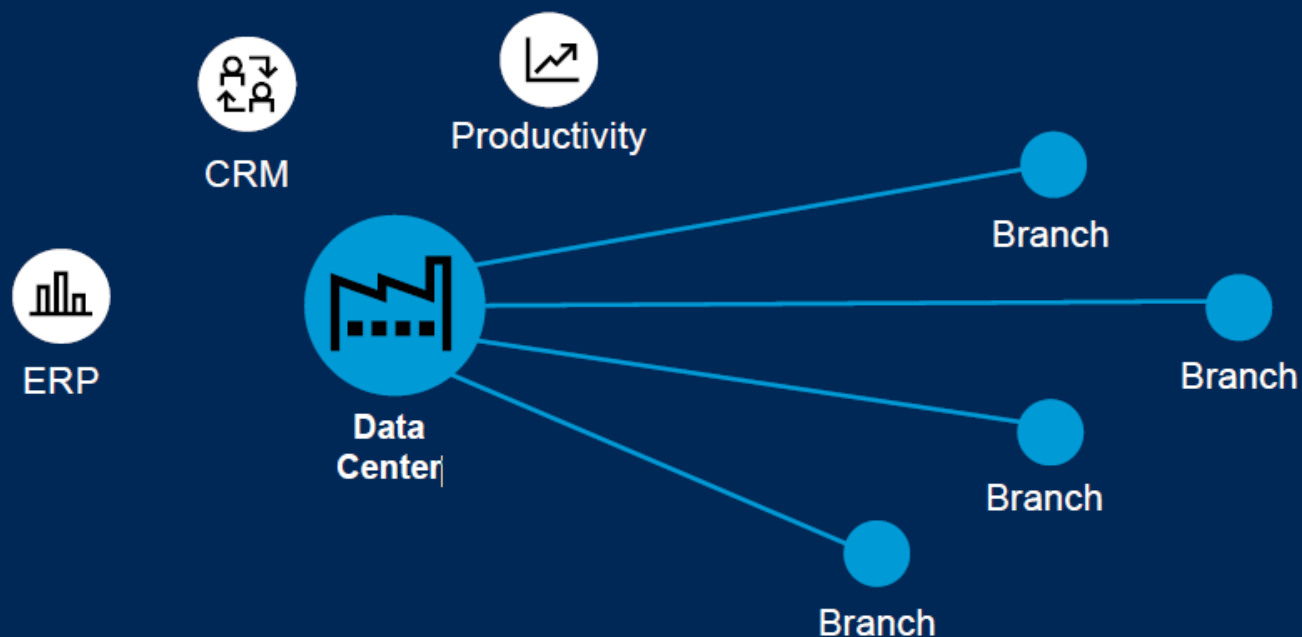 Productivity
CRM
Branch
ERP
Branch
Data
Center
Branch
Branch